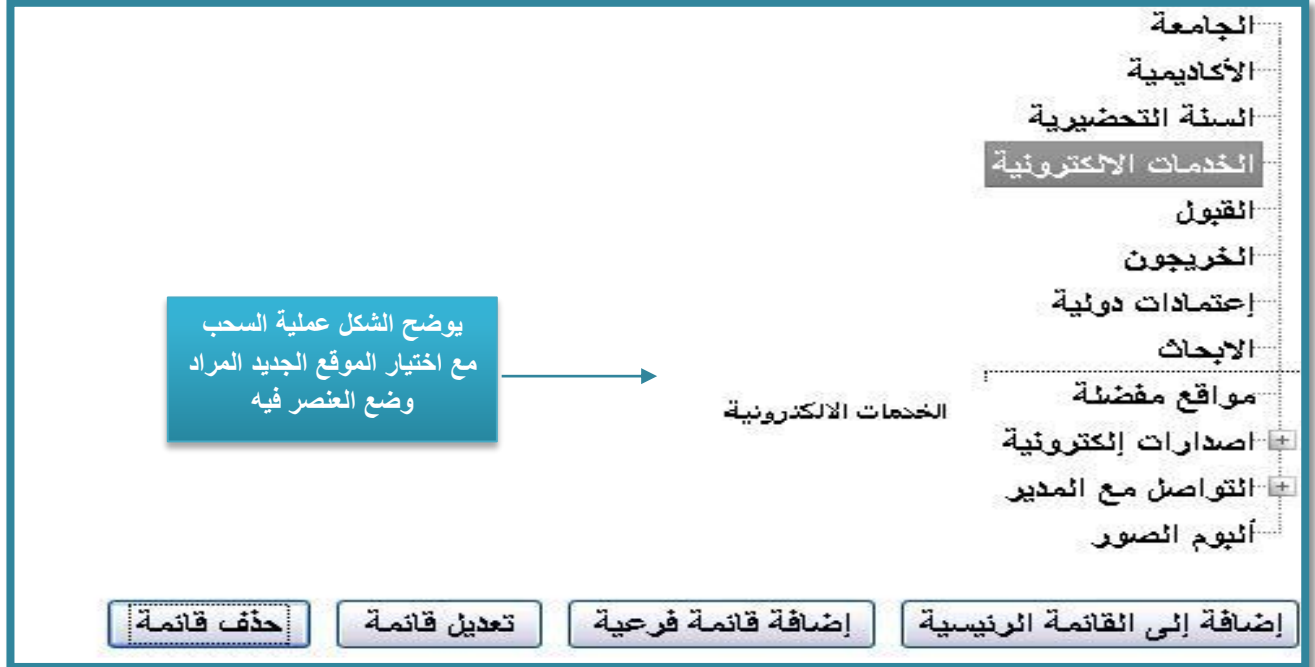 الجامعة
الأكاديمية
السنة التحضيرية
الخدمات الالكترونية
القبول
الخريجون
إعتمادات دولية
الابحاث
مواقع مفضلة
اصدارات إلكترونية
التواصل مع المدير
ألبوم الصور
يوضح الشكل عملية السحب
مع اختيار الموقع الجديد المراد
وضع العنصر فيه
الخدمات الالكترونية
إضافة إلى القائمة الرئيسية
إضافة قائمة فرعية
تعديل قائمة
حذف قائمة